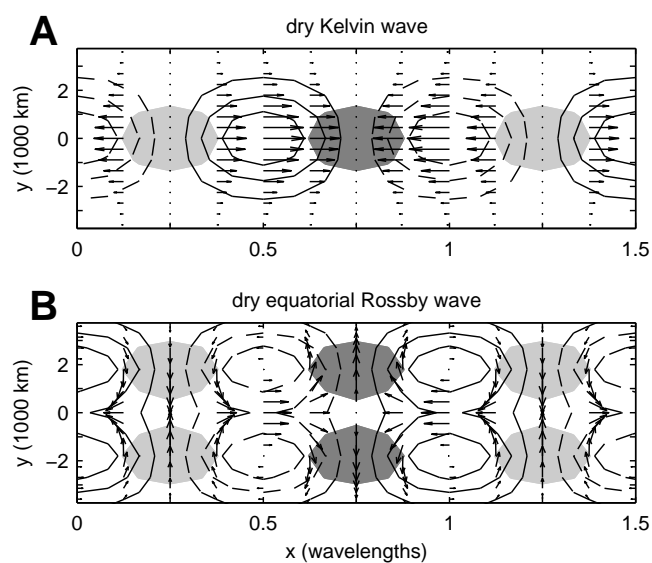 A
dry Kelvin wave
y (1000 km)
2
0
−2
0 0.5 1 1.5
B
dry equatorial Rossby wave
y (1000 km)
2
0
−2
0 0.5 1 1.5
x (wavelengths)